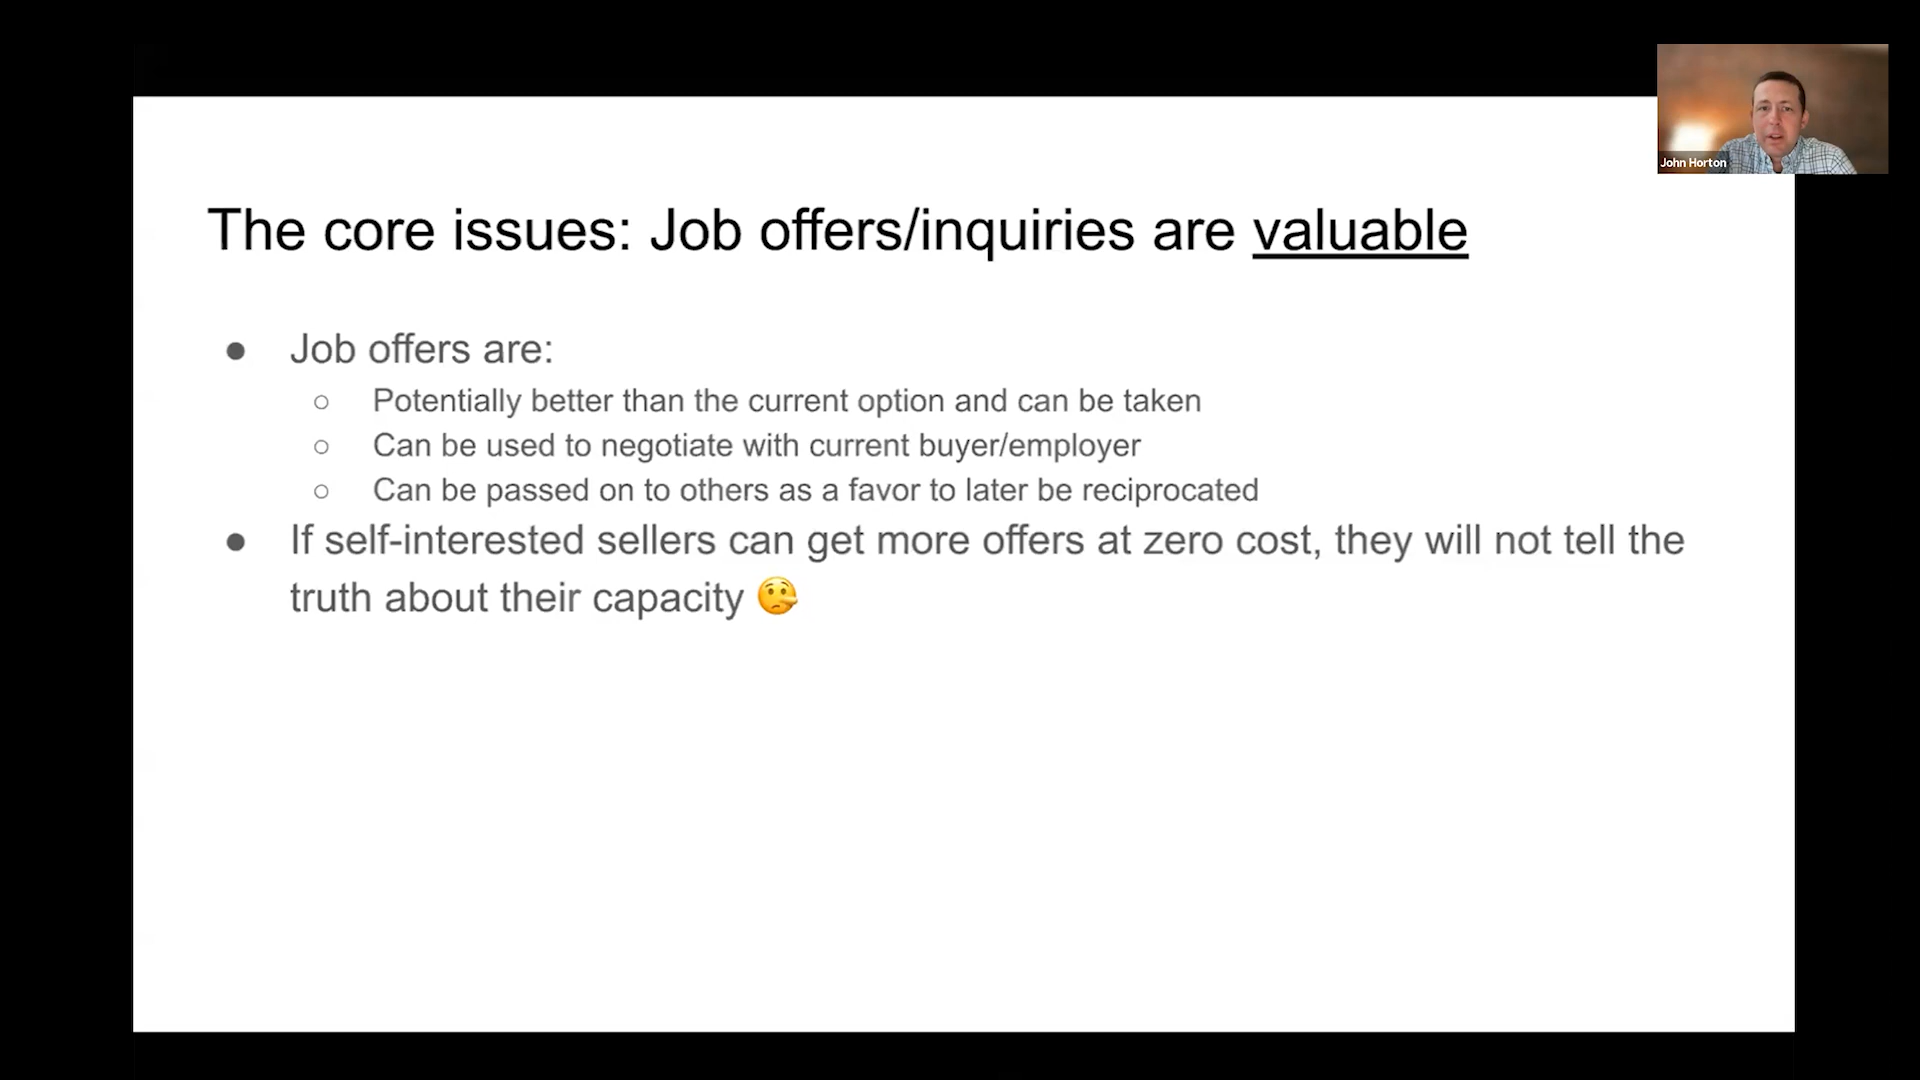 John Horton
The core issues: Job offers/inquiries are valuable
● Job offers are:
○ Potentially better than the current option and can be taken
○ Can be used to negotiate with current buyer/employer
○ Can be passed on to others as a favor to later be reciprocated
● If self-interested sellers can get more offers at zero cost, they will not tell the
truth about their capacity 🤥